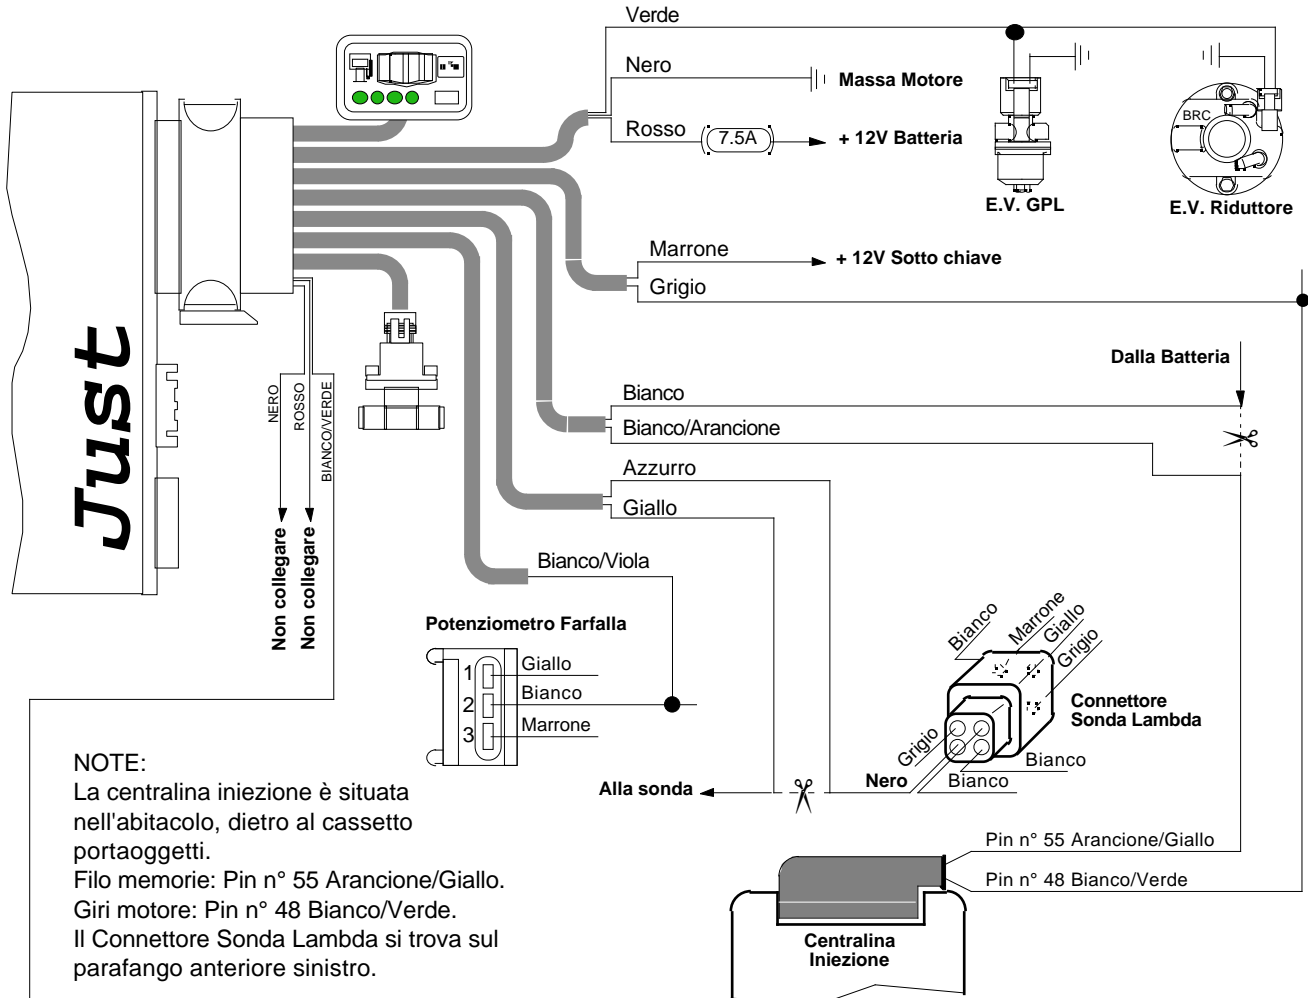 Verde
Nero
Massa Motore
Rosso
7.5A
+ 12V Batteria
BRC
E.V. GPL
E.V. Riduttore
Marrone
+ 12V Sotto chiave
Grigio
Just
Dalla Batteria
NERO
ROSSO
BIANCO/VERDE
Bianco
Bianco/Arancione
Azzurro
Giallo
Non collegare
Non collegare
Bianco/Viola
Potenziometro Farfalla
1
Giallo
2
Bianco
3
Marrone
Bianco
Marrone
Giallo
Grigio
Connettore
Sonda Lambda
Grigio
Bianco
Nero
Bianco
Alla sonda
NOTE:
La centralina iniezione è situata
nell'abitacolo, dietro al cassetto
portaoggetti.
Filo memorie: Pin n° 55 Arancione/Giallo.
Giri motore: Pin n° 48 Bianco/Verde.
Il Connettore Sonda Lambda si trova sul
parafango anteriore sinistro.
Pin n° 55 Arancione/Giallo
Pin n° 48 Bianco/Verde
Centralina
Iniezione